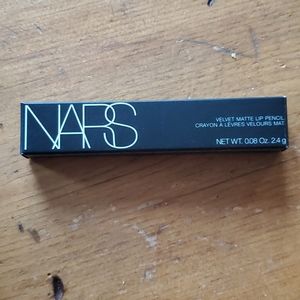 NARS
VELVET MATTE LIP PENCIL
CRAYON À LÈVRES VELOURS MAT
NET WT. 0.08 Oz. 2.4 g